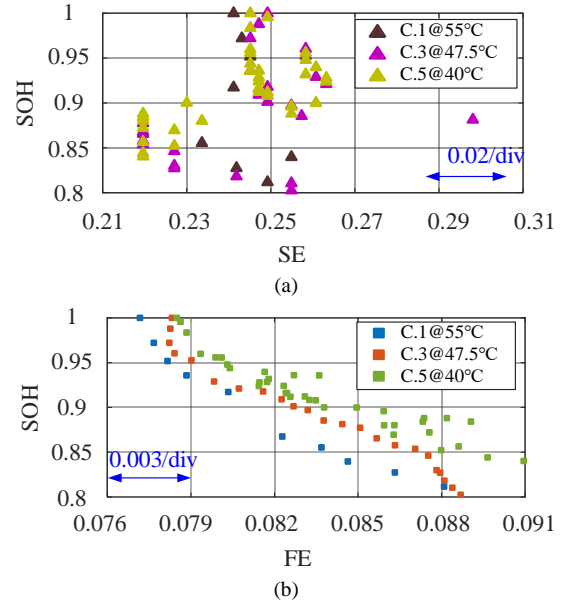 1
C.1@55℃
0.95
C.3@47.5℃
C.5@40℃
SOH
0.9
0.85
0.02/div
0.8
0.21 0.23 0.25 0.27 0.29 0.31
SE
(a)
1
C.1@55℃
0.95
C.3@47.5℃
C.5@40℃
SOH
0.9
0.85
0.003/div
0.8
0.076 0.079 0.082 0.085 0.088 0.091
FE
(b)